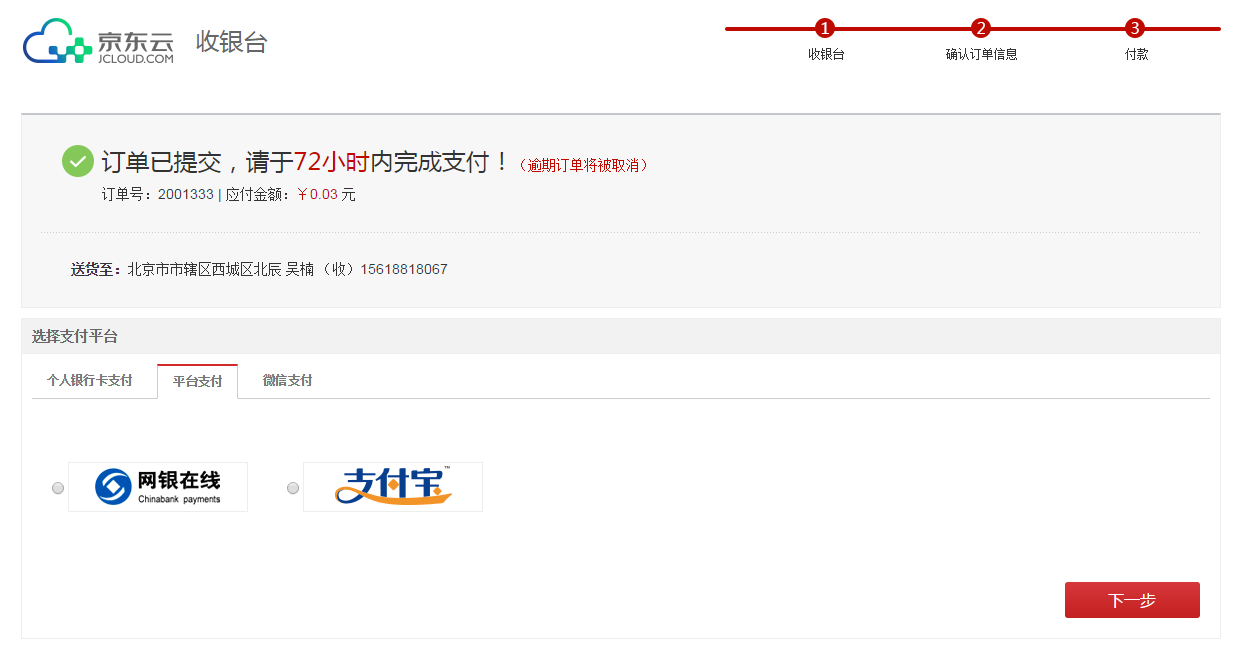 京东云
JCLOUD.COM
收银台
1
2
3
收银台
确认订单信息
付款
订单已提交，请于72小时内完成支付！（逾期订单将被取消）
订单号：2001333 | 应付金额：￥0.03 元
送货至：北京市市辖区西城区北辰 吴楠 （收）15618818067
选择支付平台
个人银行卡支付
平台支付
微信支付
网银在线
Chinabank payments
支付宝™
下一步